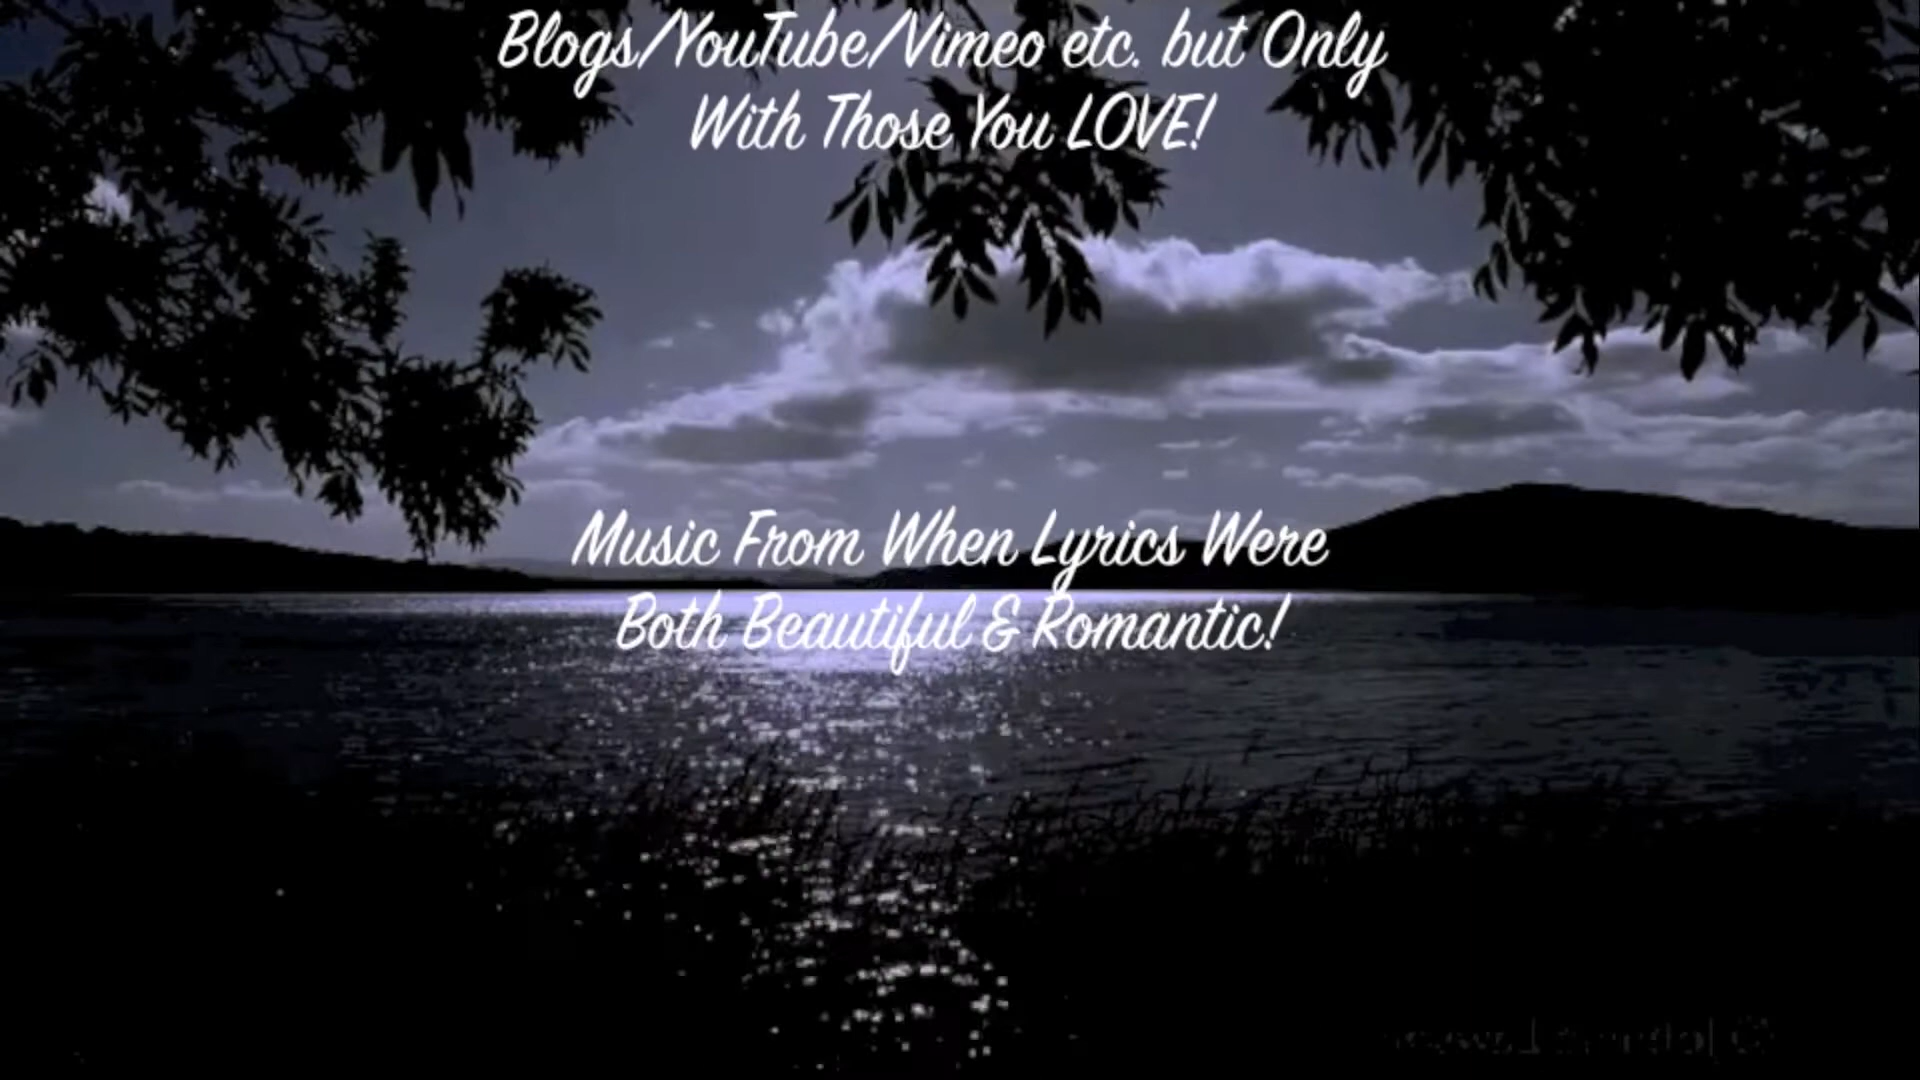 Blogs/YouTube/Vimeo etc. but Only
With Those You LOVE!
Music From When Lyrics Were
Both Beautiful & Romantic!